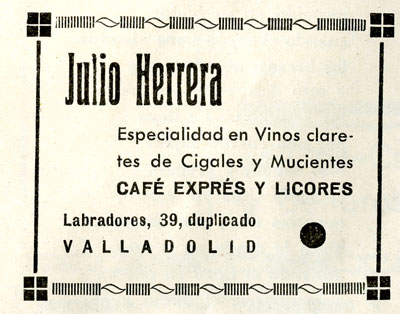 Julio Herrera
Especialidad en Vinos clare-
tes de Cigales y Mucientes
CAFÉ EXPRÉS Y LICORES
Labradores, 39, duplicado
VALLADOLID